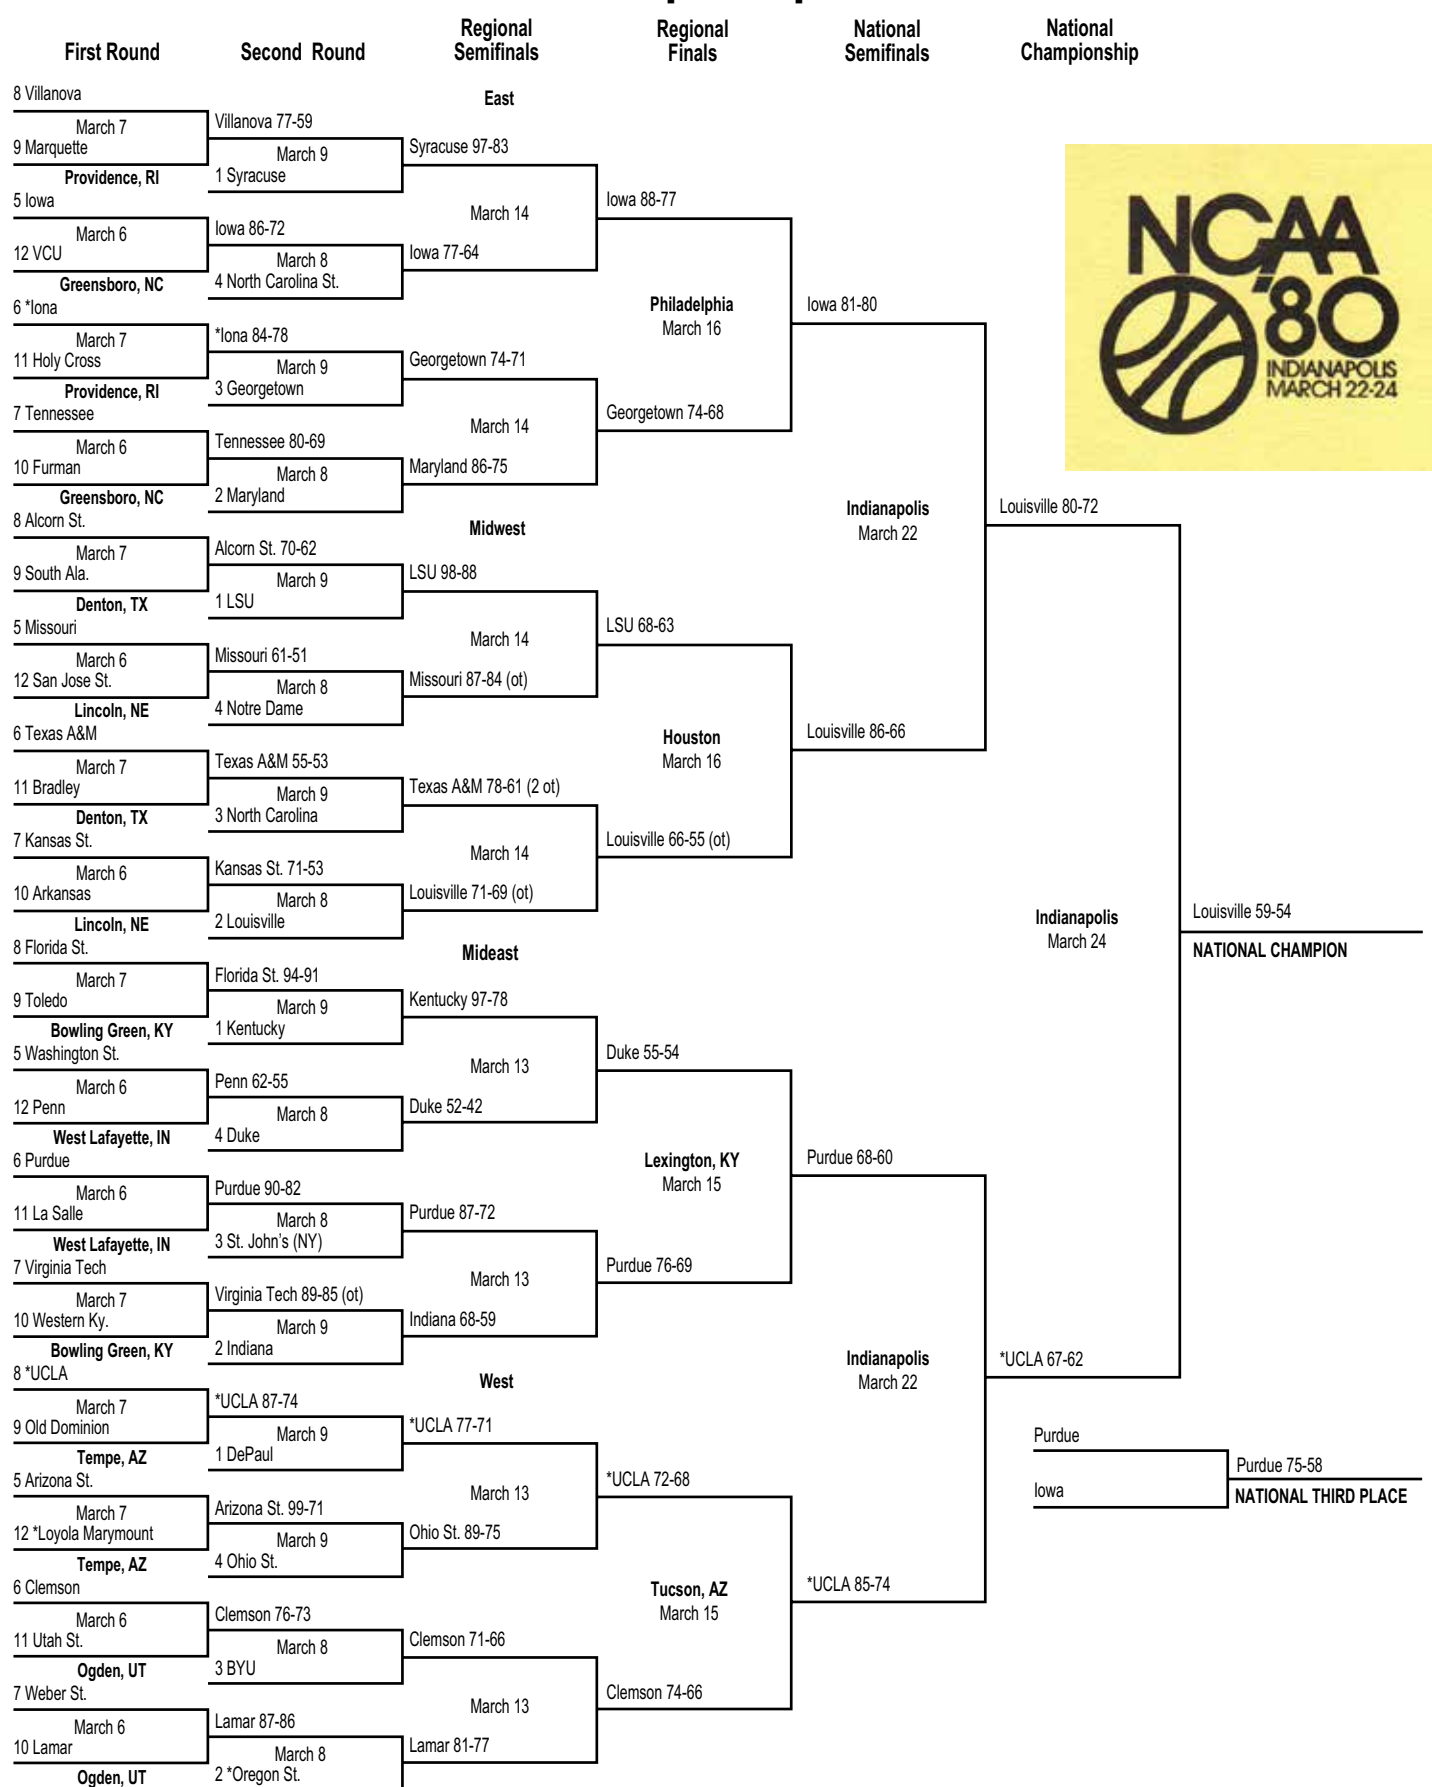 First Round
Second Round
Regional
Semifinals
Regional
Finals
National
Semifinals
National
Championship
8 Villanova
March 7
9 Marquette
Providence, RI
5 Iowa
March 6
12 VCU
Greensboro, NC
6 *Iona
March 7
11 Holy Cross
Providence, RI
7 Tennessee
March 6
10 Furman
Greensboro, NC
8 Alcorn St.
March 7
9 South Ala.
Denton, TX
5 Missouri
March 6
12 San Jose St.
Lincoln, NE
6 Texas A&M
March 7
11 Bradley
Denton, TX
7 Kansas St.
March 6
10 Arkansas
Lincoln, NE
8 Florida St.
March 7
9 Toledo
Bowling Green, KY
5 Washington St.
March 6
12 Penn
West Lafayette, IN
6 Purdue
March 6
11 La Salle
West Lafayette, IN
7 Virginia Tech
March 7
10 Western Ky.
Bowling Green, KY
8 *UCLA
March 7
9 Old Dominion
Tempe, AZ
5 Arizona St.
March 7
12 *Loyola Marymount
Tempe, AZ
6 Clemson
March 6
11 Utah St.
Ogden, UT
7 Weber St.
March 6
10 Lamar
Ogden, UT
Villanova 77-59
March 9
1 Syracuse
Iowa 86-72
March 8
4 North Carolina St.
*Iona 84-78
March 9
3 Georgetown
Tennessee 80-69
March 8
2 Maryland
Alcorn St. 70-62
March 9
1 LSU
Missouri 61-51
March 8
4 Notre Dame
Texas A&M 55-53
March 9
3 North Carolina
Kansas St. 71-53
March 8
2 Louisville
Florida St. 94-91
March 9
1 Kentucky
Penn 62-55
March 8
4 Duke
Purdue 90-82
March 8
3 St. John's (NY)
Virginia Tech 89-85 (ot)
March 9
2 Indiana
*UCLA 87-74
March 9
1 DePaul
Arizona St. 99-71
March 9
4 Ohio St.
Clemson 76-73
March 8
3 BYU
Lamar 87-86
March 8
2 *Oregon St.
East
Syracuse 97-83
March 14
Iowa 77-64
Georgetown 74-71
March 14
Maryland 86-75
Midwest
LSU 98-88
March 14
Missouri 87-84 (ot)
Texas A&M 78-61 (2 ot)
March 14
Louisville 71-69 (ot)
Mideast
Kentucky 97-78
March 13
Duke 52-42
Purdue 87-72
March 13
Indiana 68-59
West
*UCLA 77-71
March 13
Ohio St. 89-75
Clemson 71-66
March 13
Lamar 81-77
Iowa 88-77
Philadelphia
March 16
Georgetown 74-68
LSU 68-63
Houston
March 16
Louisville 66-55 (ot)
Duke 55-54
Lexington, KY
March 15
Purdue 76-69
*UCLA 72-68
Tucson, AZ
March 15
Clemson 74-66
Iowa 81-80
Indianapolis
March 22
Louisville 86-66
Purdue 68-60
Indianapolis
March 22
*UCLA 85-74
Louisville 80-72
Indianapolis
March 24
*UCLA 67-62
Louisville 59-54
NATIONAL CHAMPION
Purdue
Iowa
Purdue 75-58
NATIONAL THIRD PLACE
NCAA
'80
INDIANAPOLIS
MARCH 22-24